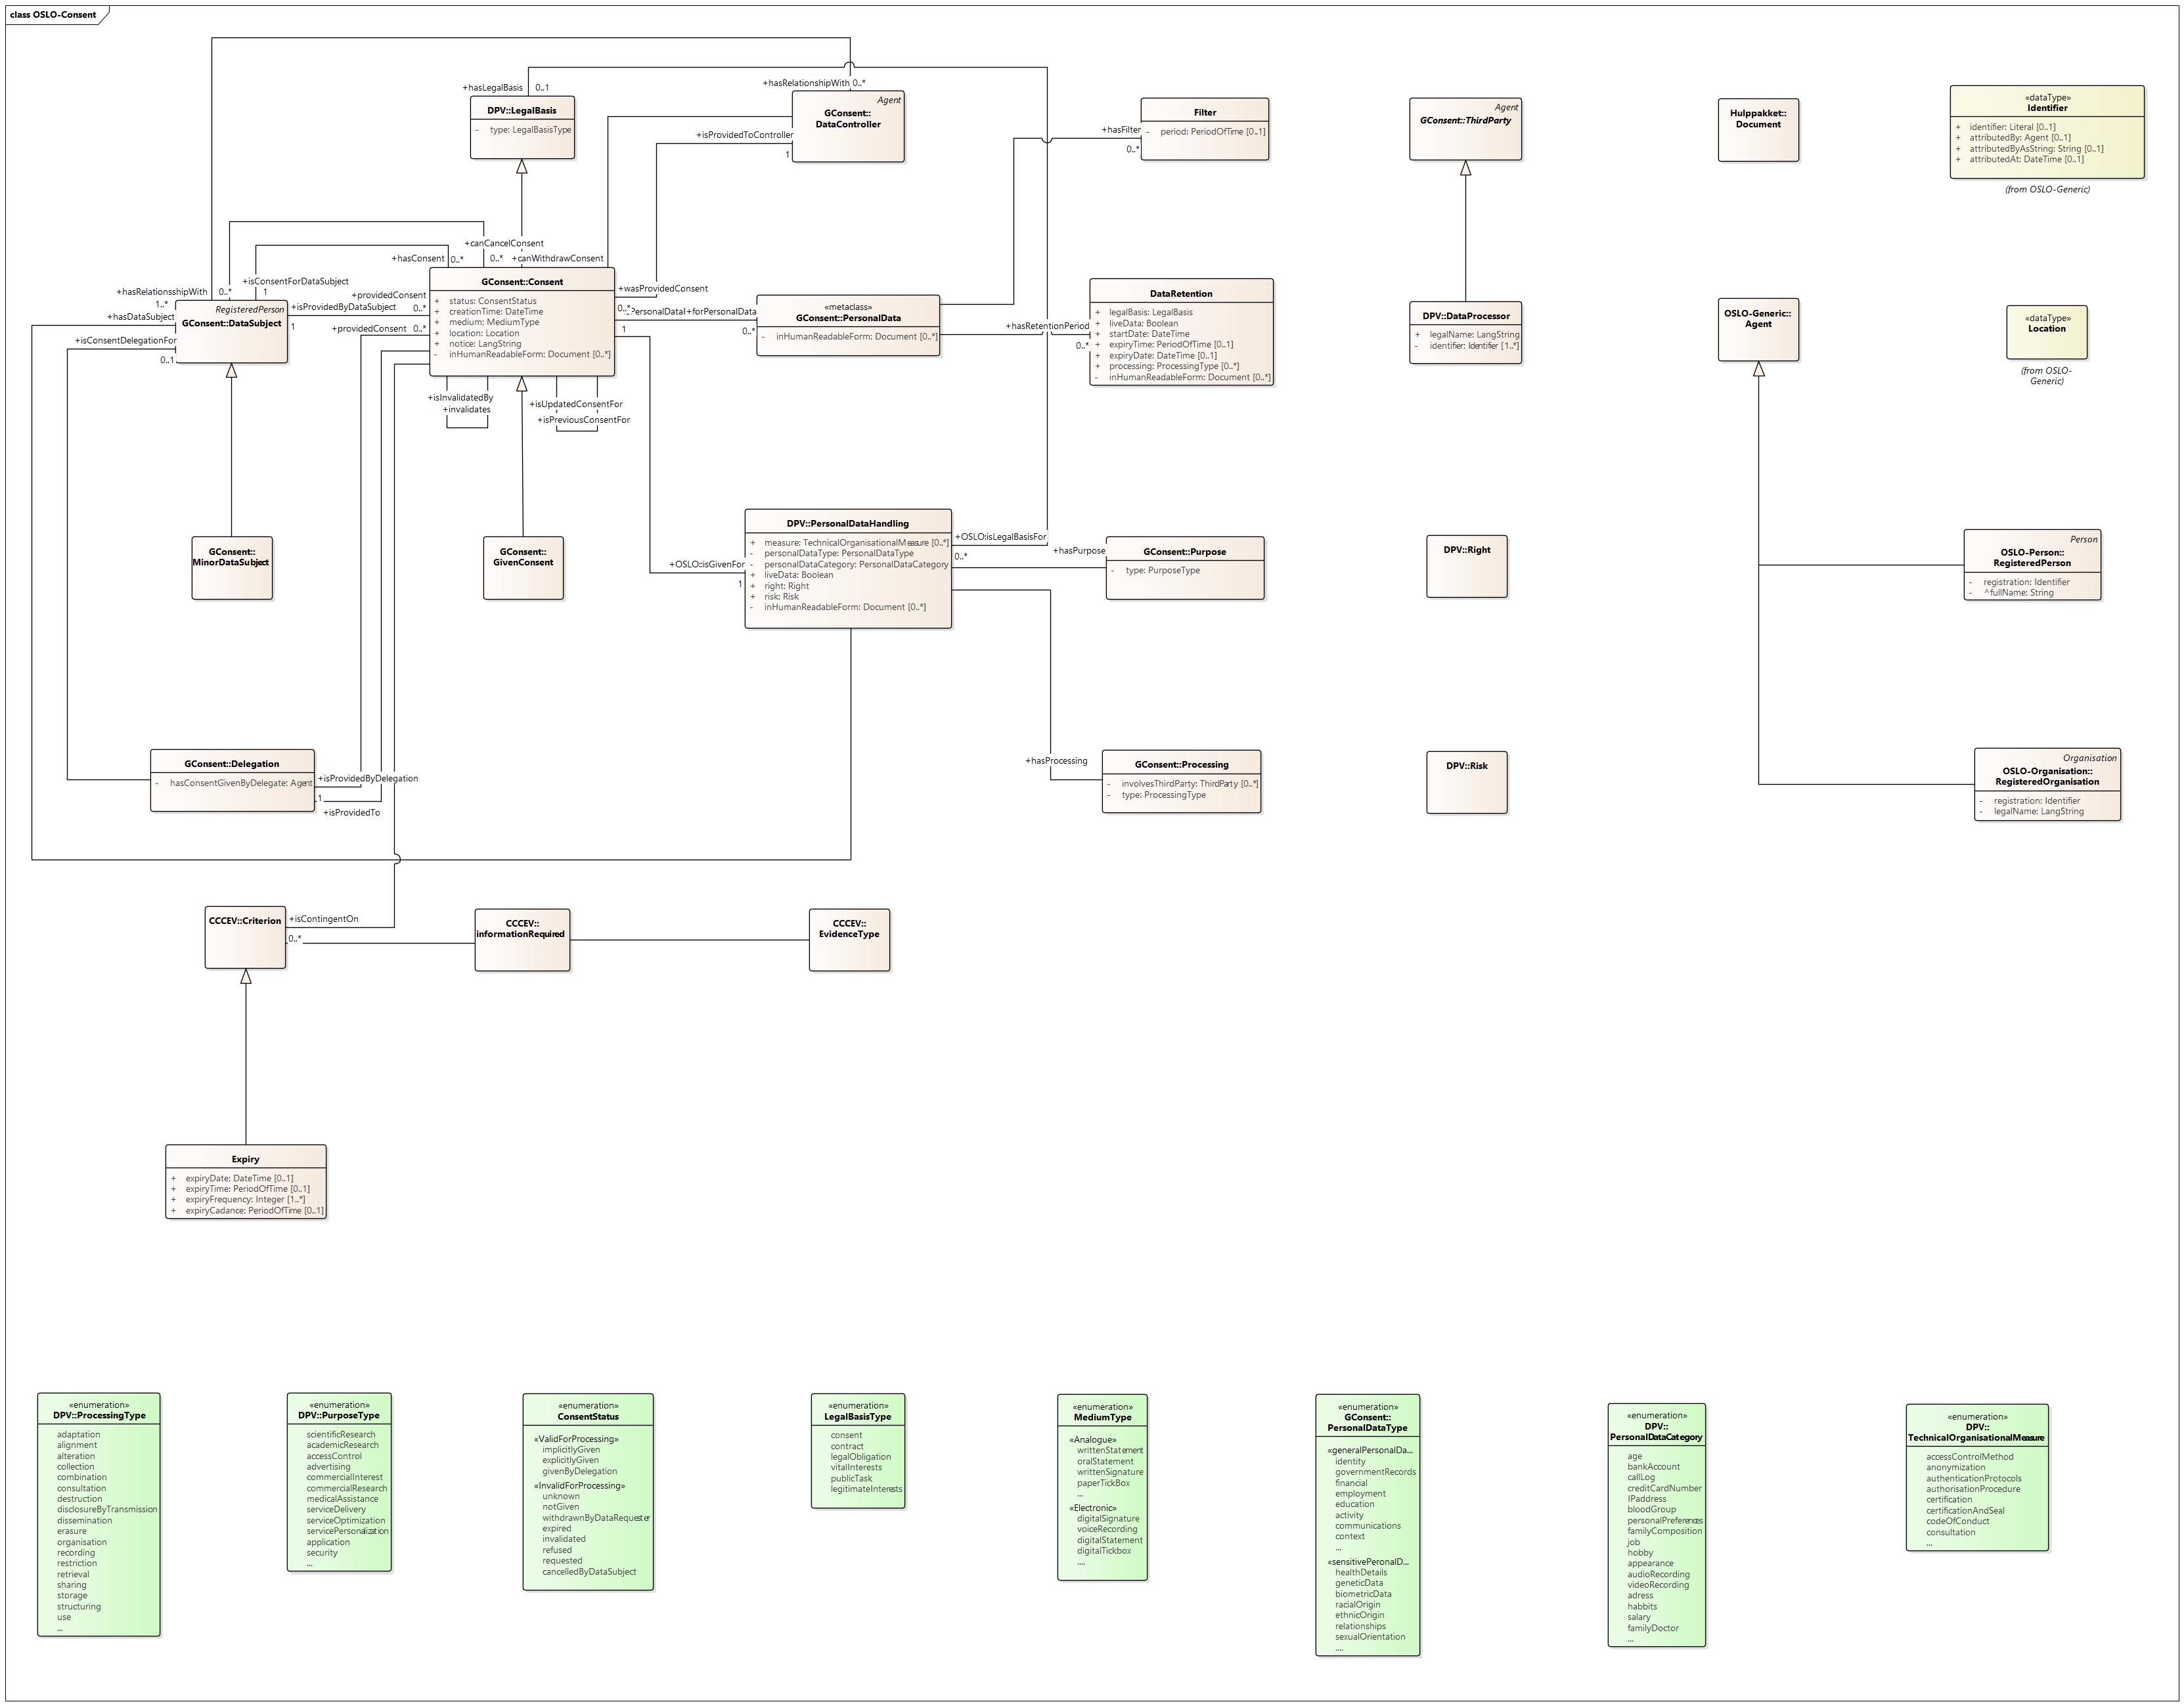 class OSLO-Consent
+hasLegalBasis 0..1
DPV::LegalBasis
- type: LegalBasisType
+hasRelationshipWith 0..*
Agent
GConsent::
DataController
+isProvidedToController
1
Filter
- period: PeriodOfTime [0..1]
+hasFilter
0..*
Agent
GConsent::ThirdParty
Hulppakket::
Document
«dataType»
Identifier
+ identifier: Literal [0..1]
+ attributedBy: Agent [0..1]
+ attributedByAsString: String [0..1]
+ attributedAt: DateTime [0..1]
(from OSLO-Generic)
+canCancelConsent
+hasConsent 0..*
0..* +canWithdrawConsent
+isConsentForDataSubject
1
+hasRelationsshipWith
1..*
0..*
RegisteredPerson
GConsent::DataSubject
+hasDataSubject
+isConsentDelegationFor
0..1
+isProvidedByDataSubject
1
+providedConsent
0..*
+providedConsent 0..*
GConsent::Consent
+ status: ConsentStatus
+ creationTime: DateTime
+ medium: MediumType
+ location: Location
+ notice: LangString
- inHumanReadableForm: Document [0..*]
+wasProvidedConsent
0..*
+forPersonalData
1
0..*
«metaclass»
GConsent::PersonalData
- inHumanReadableForm: Document [0..*]
+hasRetentionPeriod
0..*
DataRetention
+ legalBasis: LegalBasis
+ liveData: Boolean
+ startDate: DateTime
+ expiryTime: PeriodOfTime [0..1]
+ expiryDate: DateTime [0..1]
+ processing: ProcessingType [0..*]
- inHumanReadableForm: Document [0..*]
DPV::DataProcessor
+ legalName: LangString
- identifier: Identifier [1..*]
OSLO-Generic::
Agent
«dataType»
Location
(from OSLO-
Generic)
+isInvalidatedBy
+invalidates
+isUpdatedConsentFor
+isPreviousConsentFor
GConsent::
MinorDataSubject
GConsent::
GivenConsent
+OSLO::isGivenFor
1
DPV::PersonalDataHandling
+ measure: TechnicalOrganisationalMeasure [0..*]
- personalDataType: PersonalDataType
- personalDataCategory: PersonalDataCategory
+ liveData: Boolean
+ right: Right
+ risk: Risk
- inHumanReadableForm: Document [0..*]
+OSLO:isLegalBasisFor
0..*
+hasPurpose
GConsent::Purpose
- type: PurposeType
DPV::Right
Person
OSLO-Person::
RegisteredPerson
- registration: Identifier
- ^fullName: String
GConsent::Delegation
- hasConsentGivenByDelegate: Agent
+isProvidedByDelegation
1
+isProvidedTo
+hasProcessing
GConsent::Processing
- involvesThirdParty: ThirdParty [0..*]
- type: ProcessingType
DPV::Risk
Organisation
OSLO-Organisation::
RegisteredOrganisation
- registration: Identifier
- legalName: LangString
CCCEV::Criterion
+isContingentOn
0..*
CCCEV::
informationRequired
CCCEV::
EvidenceType
Expiry
+ expiryDate: DateTime [0..1]
+ expiryTime: PeriodOfTime [0..1]
+ expiryFrequency: Integer [1..*]
+ expiryCadance: PeriodOfTime [0..1]
«enumeration»
DPV::ProcessingType
adaptation
alignment
alteration
collection
combination
consultation
destruction
disclosureByTransmission
dissemination
erasure
organisation
recording
restriction
retrieval
sharing
storage
structuring
use
...
«enumeration»
DPV::PurposeType
scientificResearch
academicResearch
accessControl
advertising
commercialInterest
commercialResearch
medicalAssistance
serviceDelivery
serviceOptimization
servicePersonalization
application
security
...
«enumeration»
ConsentStatus
«ValidForProcessing»
implicitlyGiven
explicitlyGiven
givenByDelegation
«InvalidForProcessing»
unknown
notGiven
withdrawnByDataRequester
expired
invalidated
refused
requested
cancelledByDataSubject
«enumeration»
LegalBasisType
consent
contract
legalObligation
vitalInterests
publicTask
legitimateInterests
«enumeration»
MediumType
«Analogue»
writtenStatement
oralStatement
writtenSignature
paperTickBox
...
«Electronic»
digitalSignature
voiceRecording
digitalStatement
digitalTickbox
....
«enumeration»
GConsent::
PersonalDataType
«generalPersonalDa...
identity
governmentRecords
financial
employment
education
activity
communications
context
...
«sensitivePeronalD...
healthDetails
geneticData
biometricData
racialOrigin
ethnicOrigin
relationships
sexualOrientation
....
«enumeration»
DPV::
PersonalDataCategory
age
bankAccount
callLog
creditCardNumber
IPaddress
bloodGroup
personalPreferences
familyComposition
job
hobby
appearance
audioRecording
videoRecording
adress
habbits
salary
familyDoctor
...
«enumeration»
DPV::
TechnicalOrganisationalMeasure
accessControlMethod
anonymization
authenticationProtocols
authorisationProcedure
certification
certificationAndSeal
codeOfConduct
consultation
...